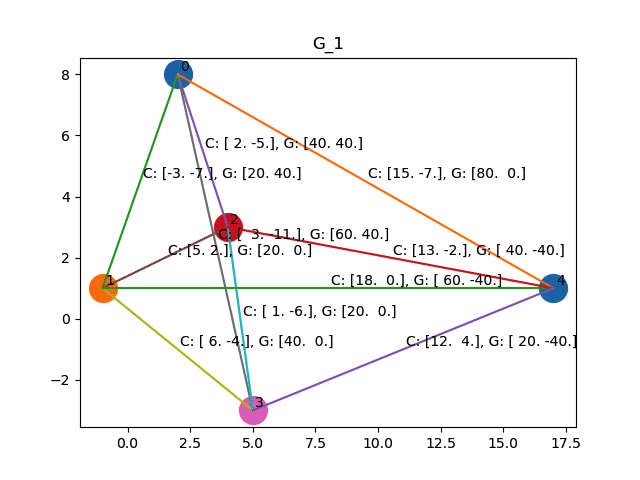 G_1
8
6
4
2
0
−2
0
C: [ 2. -5.], G: [40. 40.]
C: [-3. -7.], G: [20. 40.]
C: [15. -7.], G: [80.  0.]
2
C: [  3. -11.], G: [60. 40.]
C: [5. 2.], G: [20.  0.]
C: [13. -2.], G: [ 40. -40.]
1
C: [18.  0.], G: [ 60. -40.]
4
C: [ 1. -6.], G: [20.  0.]
C: [ 6. -4.], G: [40.  0.]
C: [12.  4.], G: [ 20. -40.]
3
0.0 2.5 5.0 7.5 10.0 12.5 15.0 17.5